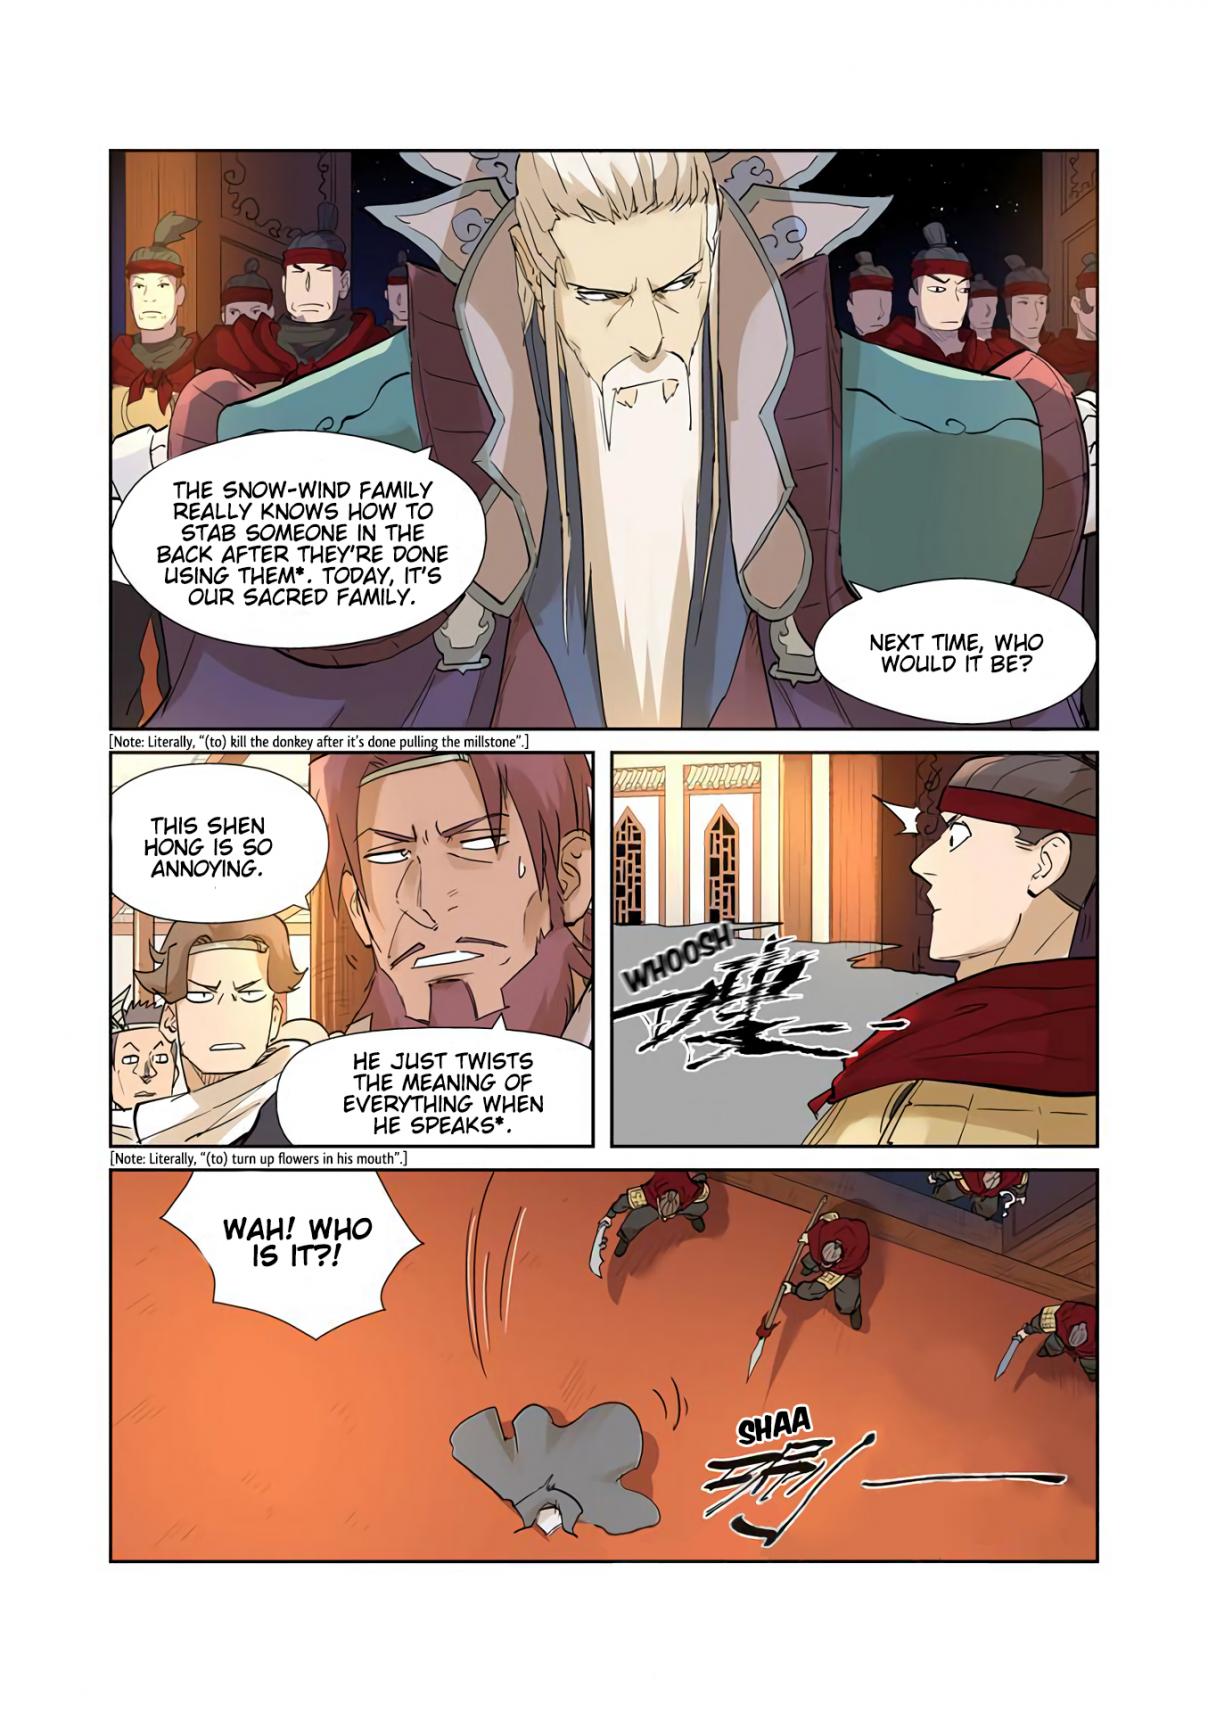 THE SNOW-WIND FAMILY
REALLY KNOWS HOW TO
STAB SOMEONE IN THE
BACK AFTER THEY'RE DONE
USING THEM*. TODAY, IT'S
OUR SACRED FAMILY.
NEXT TIME, WHO
WOULD IT BE?
[Note: Literally, "(to) kill the donkey after it's done pulling the millstone".]
THIS SHEN
HONG IS SO
ANNOYING.
HE JUST TWISTS
THE MEANING OF
EVERYTHING WHEN
HE SPEAKS*.
WHOOSH
[Note: Literally, "(to) turn up flowers in his mouth".]
WAH! WHO
IS IT?!
SHAA